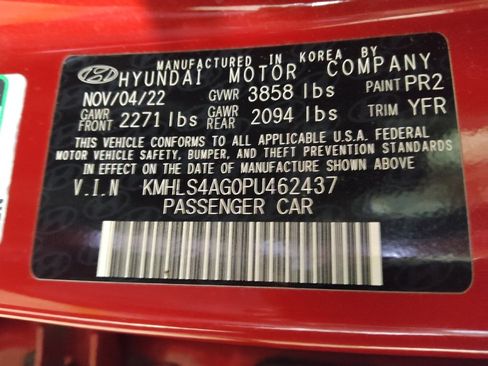 MANUFACTURED IN KOREA BY
HYUNDAI MOTOR COMPANY
NOV/04/22 GVWR 3858 lbs PAINT PR2
GAWR FRONT 2271 lbs GAWR REAR 2094 lbs TRIM YFR
THIS VEHICLE CONFORMS TO ALL APPLICABLE U.S.A. FEDERAL
MOTOR VEHICLE SAFETY, BUMPER, AND THEFT PREVENTION STANDARDS
IN EFFECT ON THE DATE OF MANUFACTURE SHOWN ABOVE.
V.I.N KMHLS4AG0PU462437
PASSENGER CAR